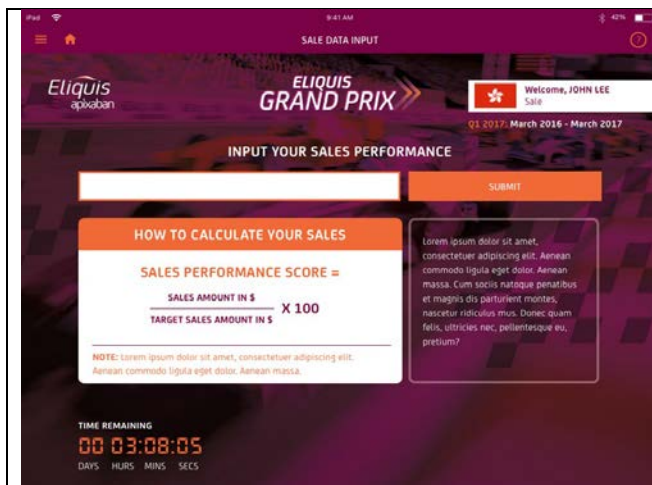 iPad 9:41 AM 42%
SALE DATA INPUT ?
Eliquis
apixaban
ELIQUIS
GRAND PRIX
Welcome, JOHN LEE
Sale
Q1 2017: March 2016 - March 2017
INPUT YOUR SALES PERFORMANCE
SUBMIT
HOW TO CALCULATE YOUR SALES
SALES PERFORMANCE SCORE =
SALES AMOUNT IN $
TARGET SALES AMOUNT IN $
X 100
NOTE: Lorem ipsum dolor sit amet, consectetuer adipiscing elit.
Aenean commodo ligula eget dolor. Aenean massa.
Lorem ipsum dolor sit amet,
consectetuer adipiscing elit. Aenean
commodo ligula eget dolor. Aenean
massa. Cum sociis natoque penatibus
et magnis dis parturient montes,
nascetur ridiculus mus. Donec quam
felis, ultricies nec, pellentesque eu,
pretium?
TIME REMAINING
00 03:08:05
DAYS HURS MINS SECS